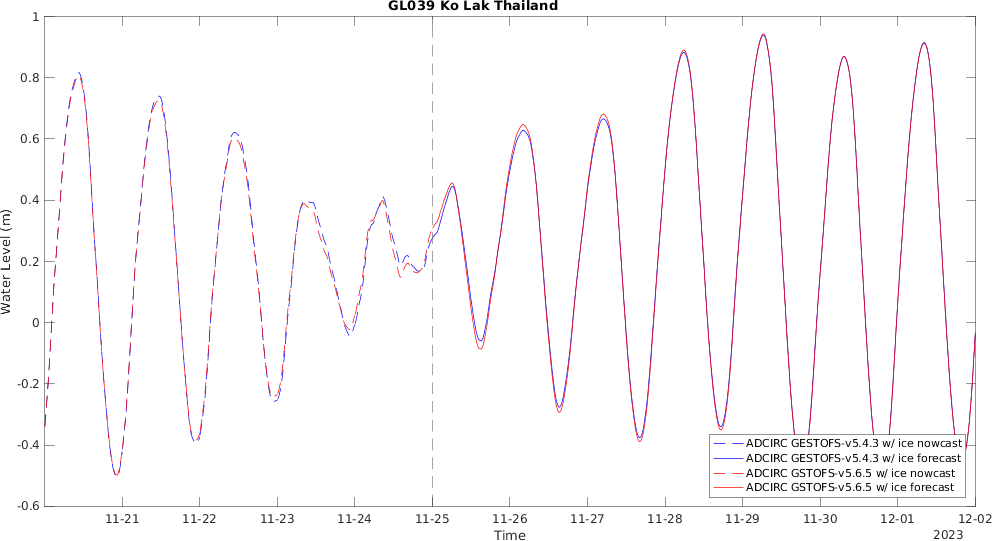 GL039 Ko Lak Thailand
1
0.8
0.6
0.4
0.2
0
-0.2
-0.4
-0.6
Water Level (m)
ADCIRC GESTOFS-v5.4.3 w/ ice nowcast
ADCIRC GESTOFS-v5.4.3 w/ ice forecast
ADCIRC GSTOFS-v5.6.5 w/ ice nowcast
ADCIRC GSTOFS-v5.6.5 w/ ice forecast
11-21 11-22 11-23 11-24 11-25 11-26 11-27 11-28 11-29 11-30 12-01 12-02
Time
2023